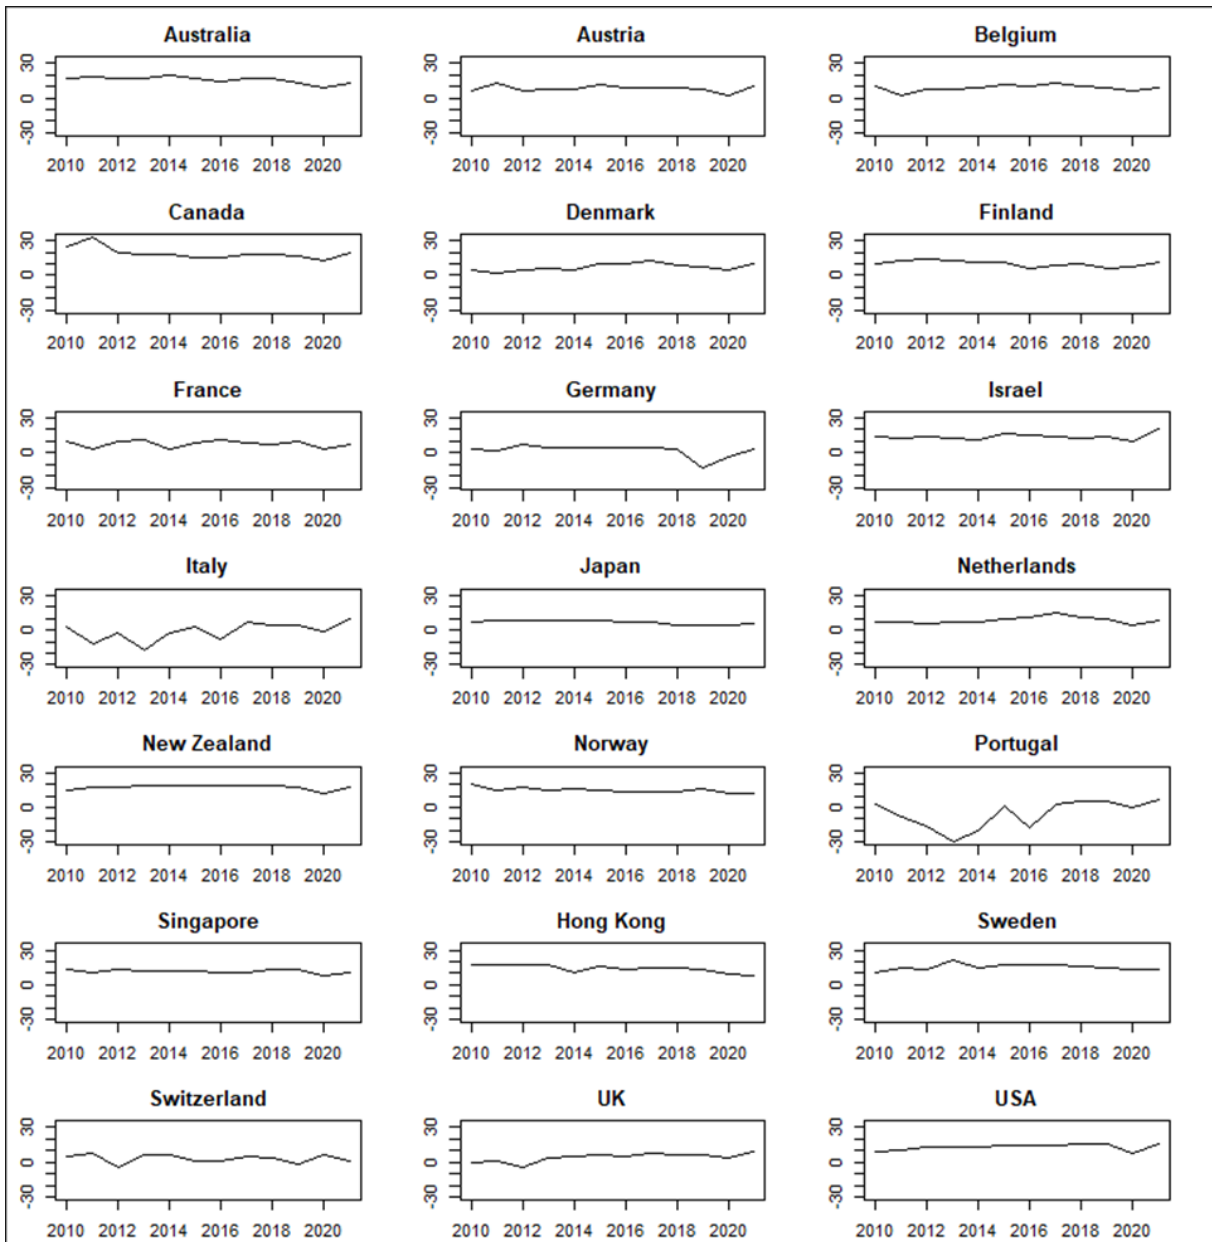 Australia Austria Belgium
30 30 30
0 0 0
-30 -30 -30
2010 2012 2014 2016 2018 2020 2010 2012 2014 2016 2018 2020 2010 2012 2014 2016 2018 2020
Canada Denmark Finland
30 30 30
0 0 0
-30 -30 -30
2010 2012 2014 2016 2018 2020 2010 2012 2014 2016 2018 2020 2010 2012 2014 2016 2018 2020
France Germany Israel
30 30 30
0 0 0
-30 -30 -30
2010 2012 2014 2016 2018 2020 2010 2012 2014 2016 2018 2020 2010 2012 2014 2016 2018 2020
Italy Japan Netherlands
30 30 30
0 0 0
-30 -30 -30
2010 2012 2014 2016 2018 2020 2010 2012 2014 2016 2018 2020 2010 2012 2014 2016 2018 2020
New Zealand Norway Portugal
30 30 30
0 0 0
-30 -30 -30
2010 2012 2014 2016 2018 2020 2010 2012 2014 2016 2018 2020 2010 2012 2014 2016 2018 2020
Singapore Hong Kong Sweden
30 30 30
0 0 0
-30 -30 -30
2010 2012 2014 2016 2018 2020 2010 2012 2014 2016 2018 2020 2010 2012 2014 2016 2018 2020
Switzerland UK USA
30 30 30
0 0 0
-30 -30 -30
2010 2012 2014 2016 2018 2020 2010 2012 2014 2016 2018 2020 2010 2012 2014 2016 2018 2020